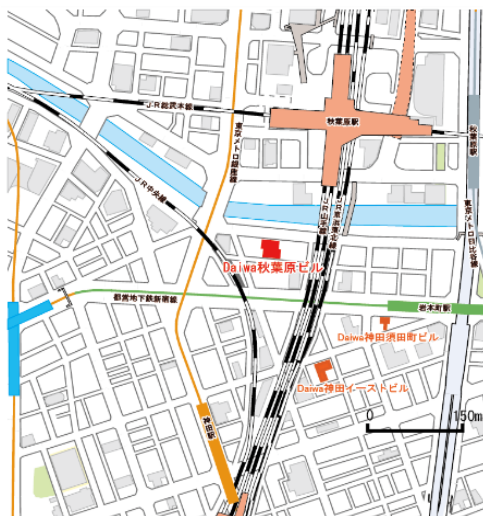 JR総武本線
秋葉原駅
秋葉原駅
東京メトロ銀座線
JR中央線
JR山手線
JR京浜東北線
東京メトロ日比谷線
Daiwa秋葉原ビル
都営地下鉄新宿線
岩本町駅
Daiwa神田須田町ビル
Daiwa神田イーストビル
神田駅
0
150m